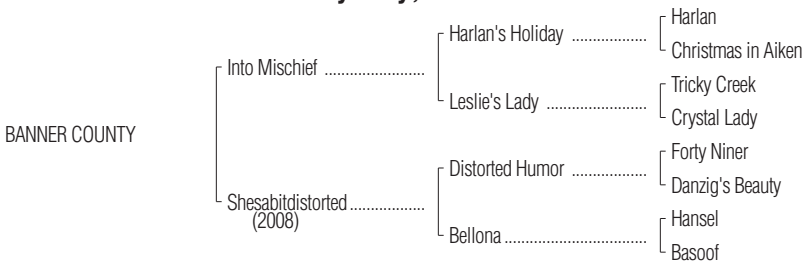 Harlan
Harlan's Holiday ..................
Christmas in Aiken
Into Mischief ........................
Tricky Creek
Leslie's Lady ........................
Crystal Lady
BANNER COUNTY
Forty Niner
Distorted Humor ..................
Danzig's Beauty
Shesabitdistorted..................
(2008)
Hansel
Bellona..................................
Basoof